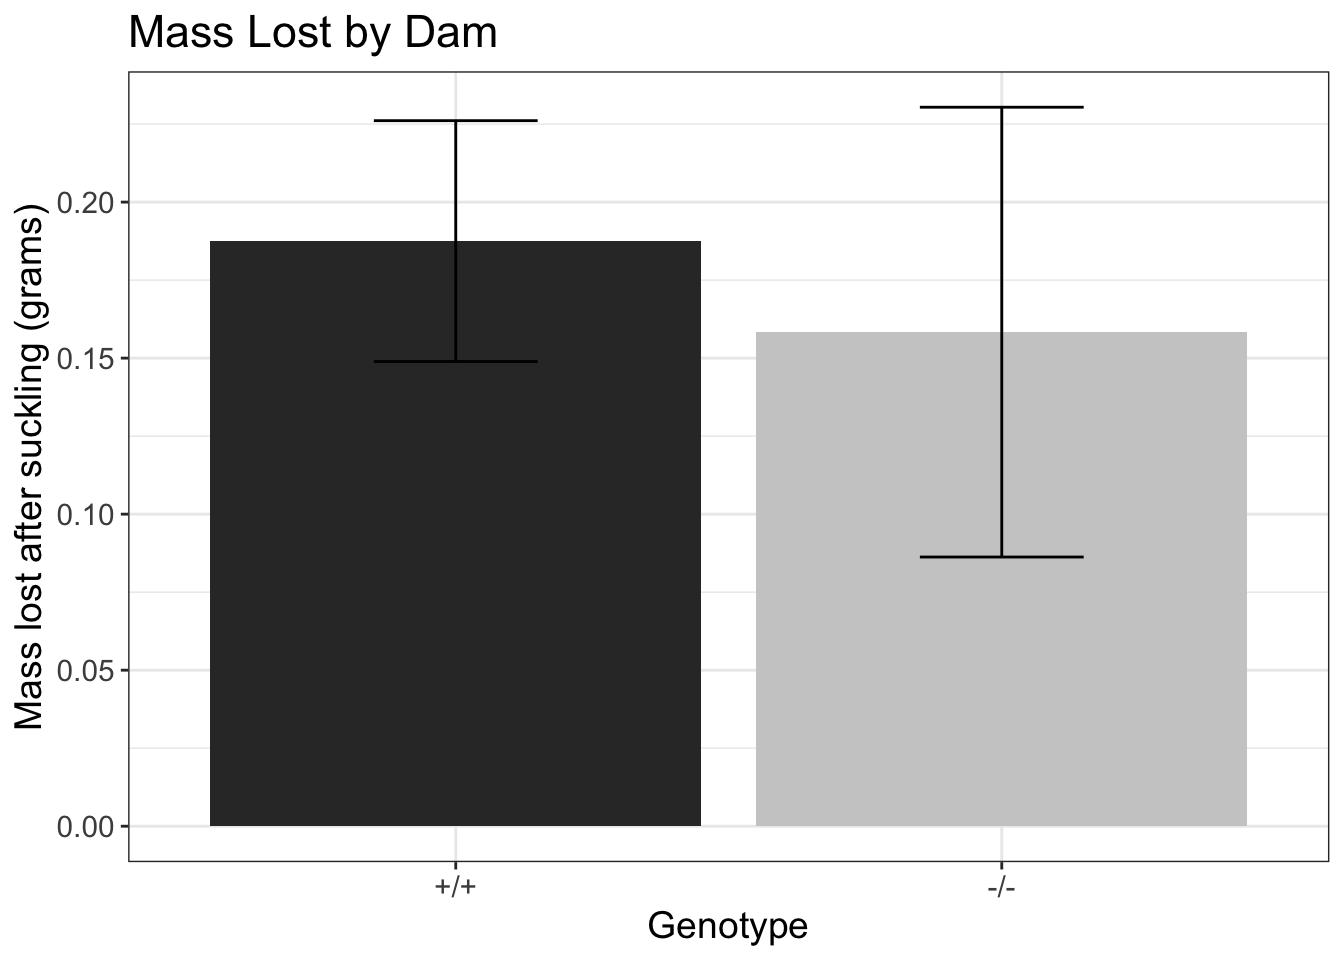 Mass Lost by Dam
Mass lost after suckling (grams)
0.20
0.15
0.10
0.05
0.00
+/+
-/-
Genotype